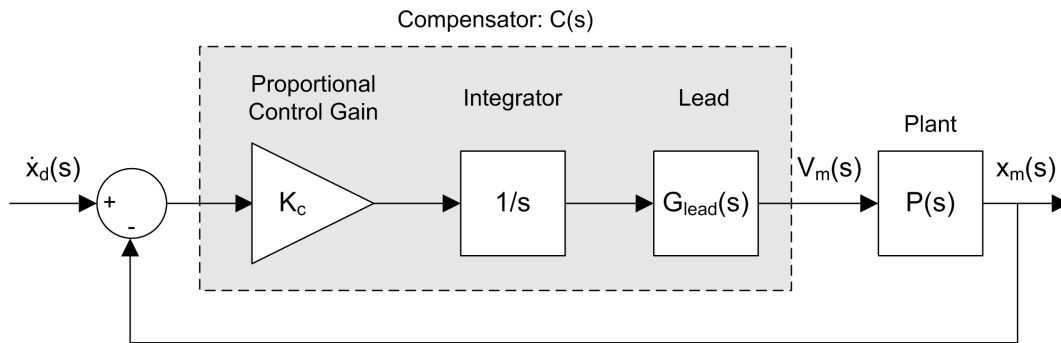 Compensator: C(s)
Proportional
Control Gain
Integrator
Lead
Plant
ẋd(s)
+
-
Kc
1/s
Glead(s)
Vm(s)
P(s)
xm(s)